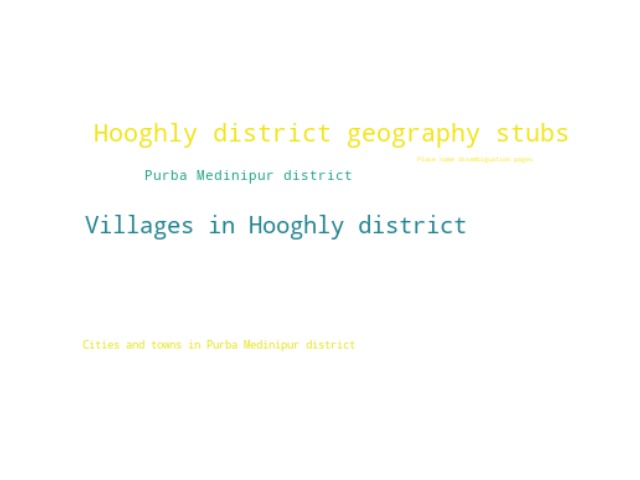 Hooghly district geography stubs
Place name disambiguation pages
Purba Medinipur district
Villages in Hooghly district
Cities and towns in Purba Medinipur district